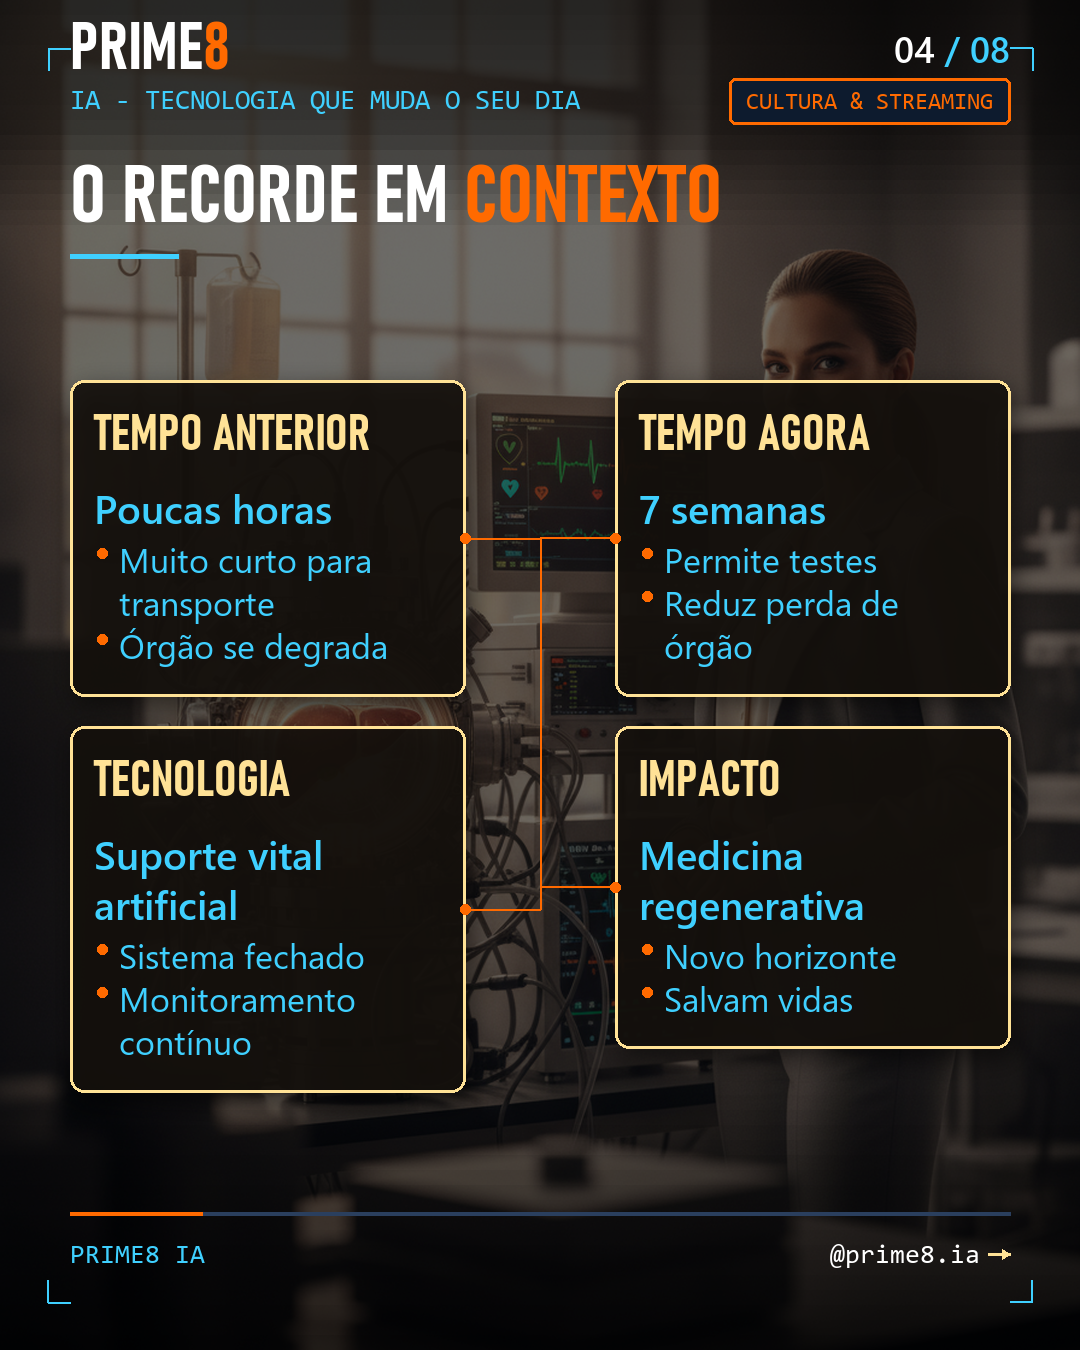 PRIME8
04 / 08
IA - TECNOLOGIA QUE MUDA O SEU DIA
CULTURA & STREAMING
O RECORDE EM CONTEXTO
TEMPO ANTERIOR
Poucas horas
Muito curto para
transporte
Órgão se degrada
TEMPO AGORA
7 semanas
Permite testes
Reduz perda de
órgão
TECNOLOGIA
Suporte vital
artificial
Sistema fechado
Monitoramento
contínuo
IMPACTO
Medicina
regenerativa
Novo horizonte
Salvam vidas
PRIME8 IA
@prime8.ia